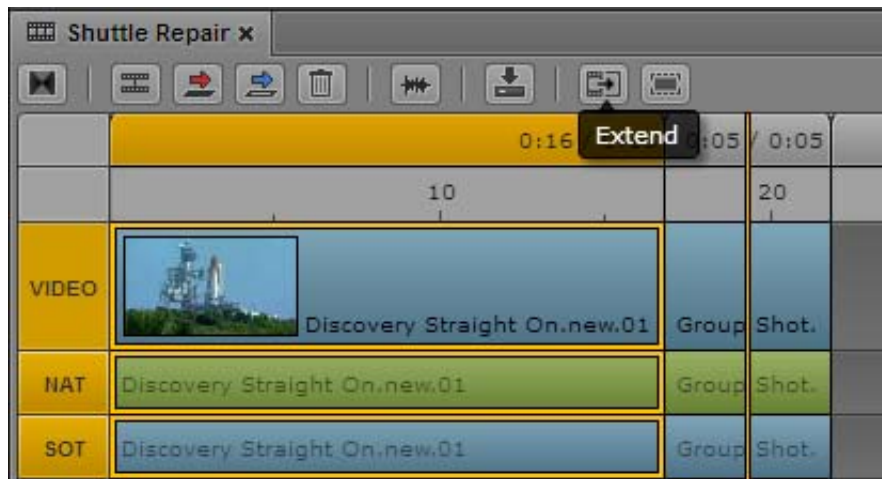 Shuttle Repair ×
Extend
0:16 / :05 / 0:05
10 20
VIDEO Discovery Straight On.new.01 Group Shot.
NAT Discovery Straight On.new.01 Group Shot.
SOT Discovery Straight On.new.01 Group Shot.